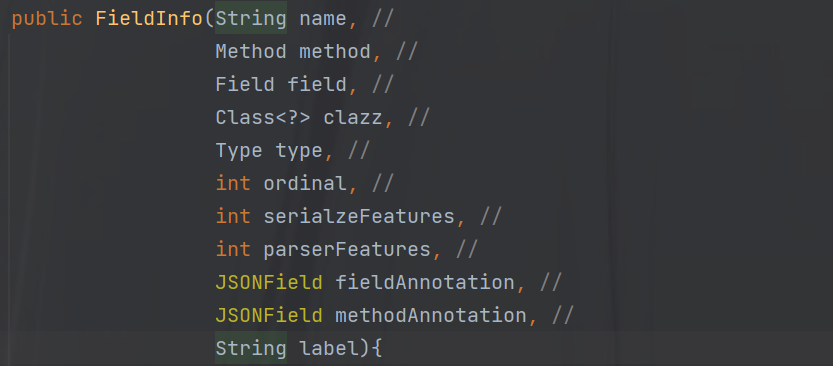 public FieldInfo(String name, //
Method method, //
Field field, //
Class<?> clazz, //
Type type, //
int ordinal, //
int serialzeFeatures, //
int parserFeatures, //
JSONField fieldAnnotation, //
JSONField methodAnnotation, //
String label){